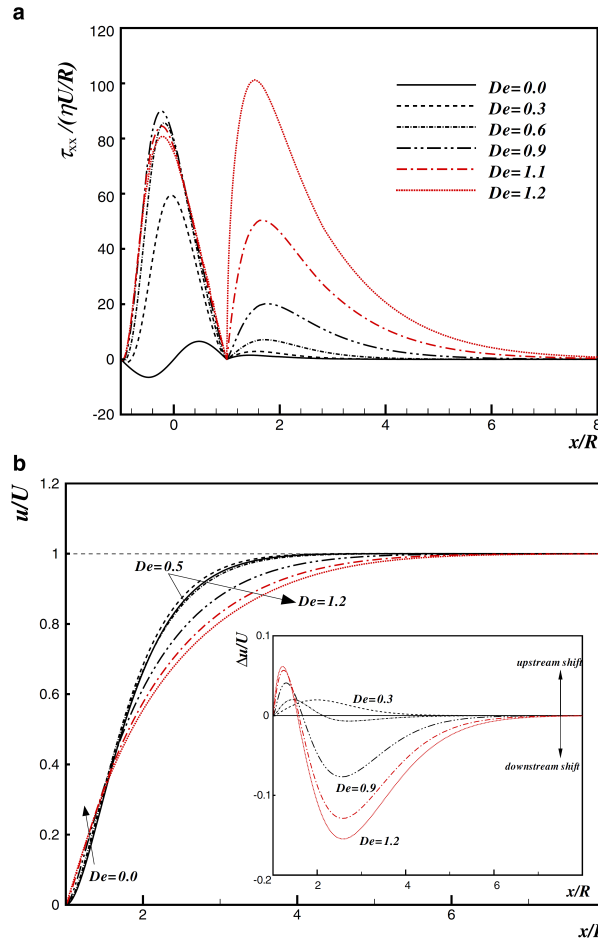 a
120
100
80
60
40
20
0
-20
τxx /(ηU/R)
De=0.0
De=0.3
De=0.6
De=0.9
De=1.1
De=1.2
0 2 4 6 8
x/R
b
1.2
1
0.8
0.6
0.4
0.2
0
u/U
De=0.5
De=1.2
De=0.0
0.1
0
-0.1
-0.2
Δu/U
upstream shift
De=0.3
downstream shift
De=0.9
De=1.2
2 4 6
x/R
2 4 6